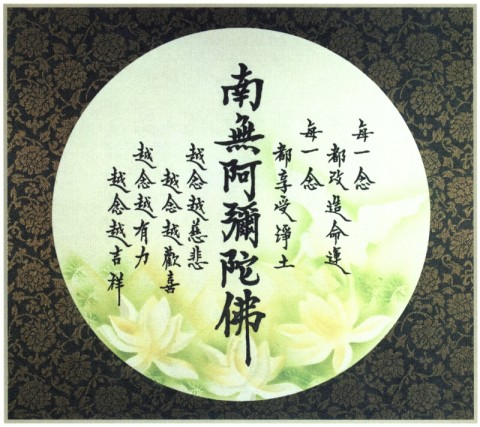 每一念
都改造命運
每一念
都享受淨土
南無阿彌陀佛
越念越慈悲
越念越歡喜
越念越有力
越念越吉祥